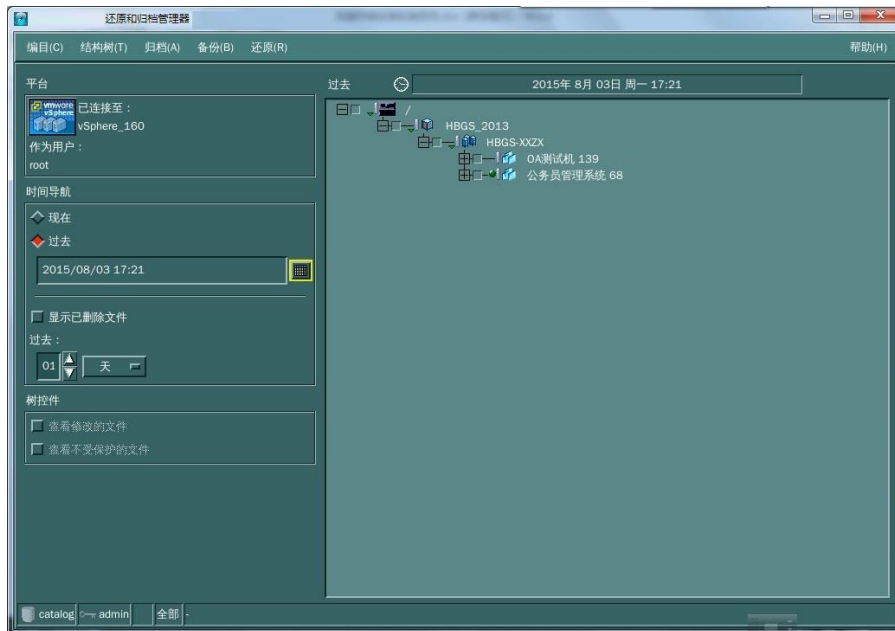 还原和归档管理器
编目(C) 结构树(T) 归档(A) 备份(B) 还原(R) 帮助(H)
平台
vmware vSphere
已连接至：
vSphere_160
作为用户：
root
时间导航
现在
过去
2015/08/03 17:21
显示已删除文件
过去：
01 天
树控件
查看修改的文件
查看不受保护的文件
过去 2015年 8月 03日 周一 17:21
/
HBGS_2013
HBGS-XXZX
OA测试机 139
公务员管理系统 68
catalog admin 全部 -